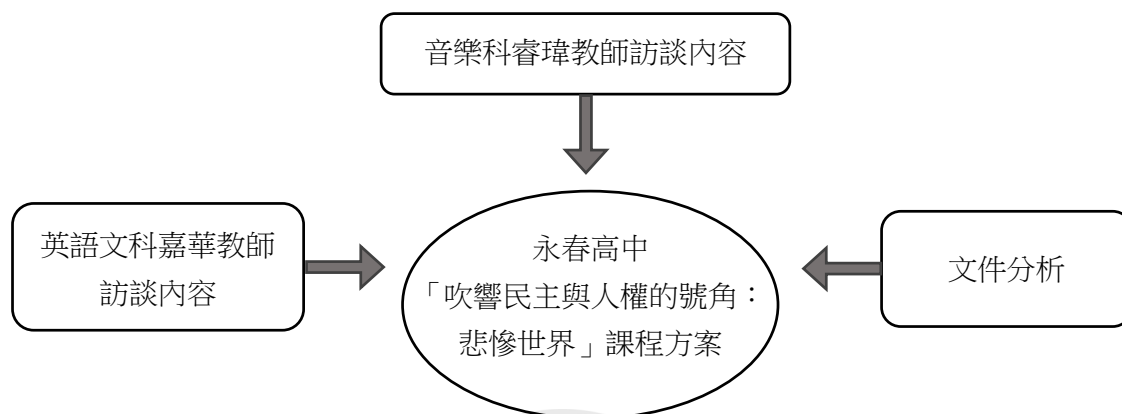 音樂科睿瑋教師訪談內容
英語文科嘉華教師
訪談內容
永春高中
「吹響民主與人權的號角：
悲慘世界」課程方案
文件分析